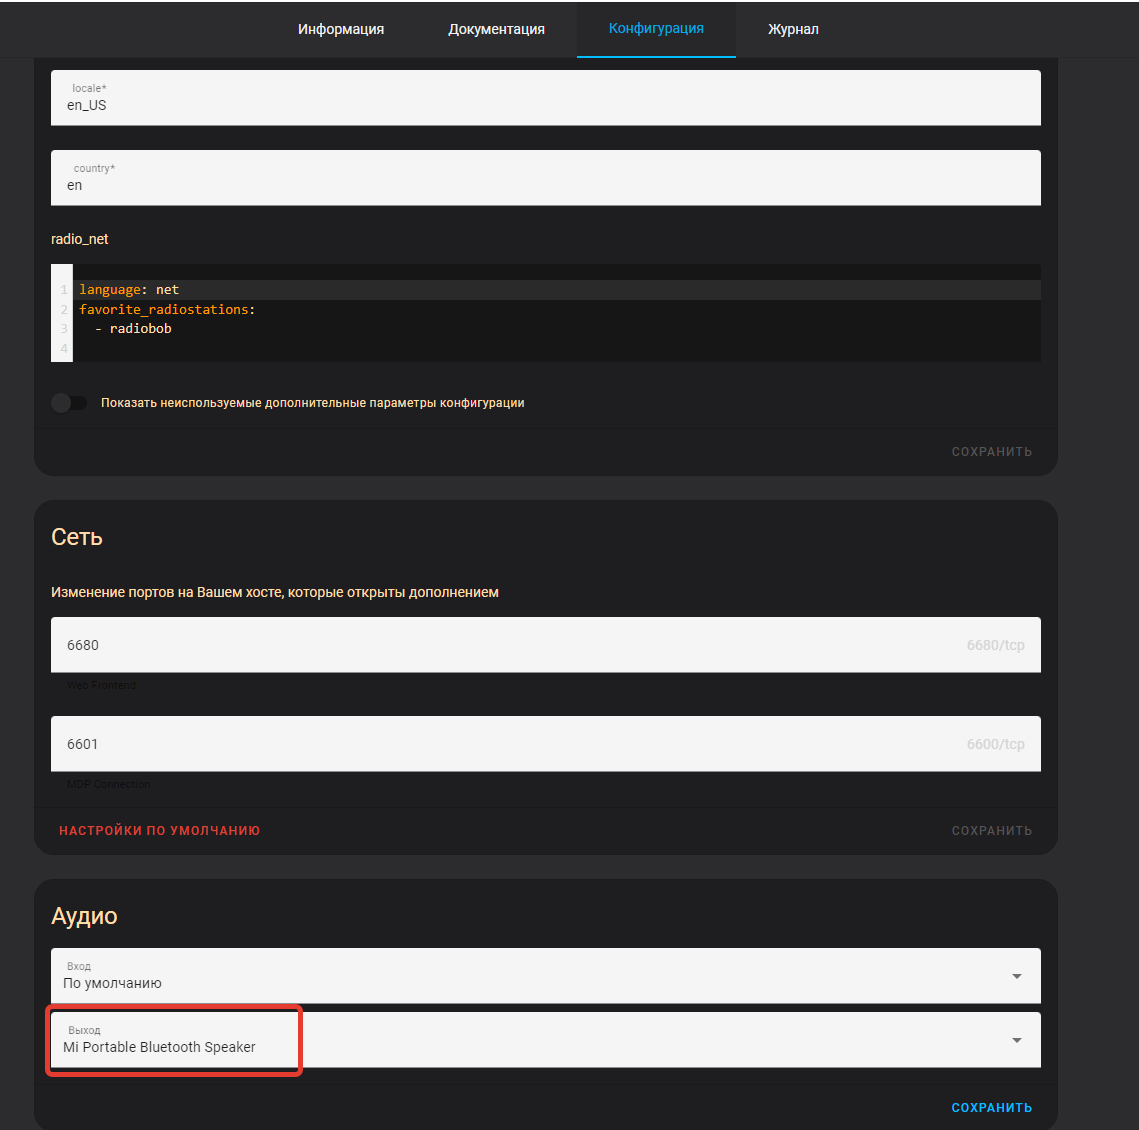 Информация Документация Конфигурация Журнал
locale*
en_US
country*
en
radio_net
1 language: net
2 favorite_radiostations:
3 - radiobob
4
Показать неиспользуемые дополнительные параметры конфигурации
СОХРАНИТЬ
Сеть
Изменение портов на Вашем хосте, которые открыты дополнением
6680 6680/tcp
Web Frontend
6601 6600/tcp
MDP Connection
НАСТРОЙКИ ПО УМОЛЧАНИЮ СОХРАНИТЬ
Аудио
Вход
По умолчанию
Выход
Mi Portable Bluetooth Speaker
СОХРАНИТЬ